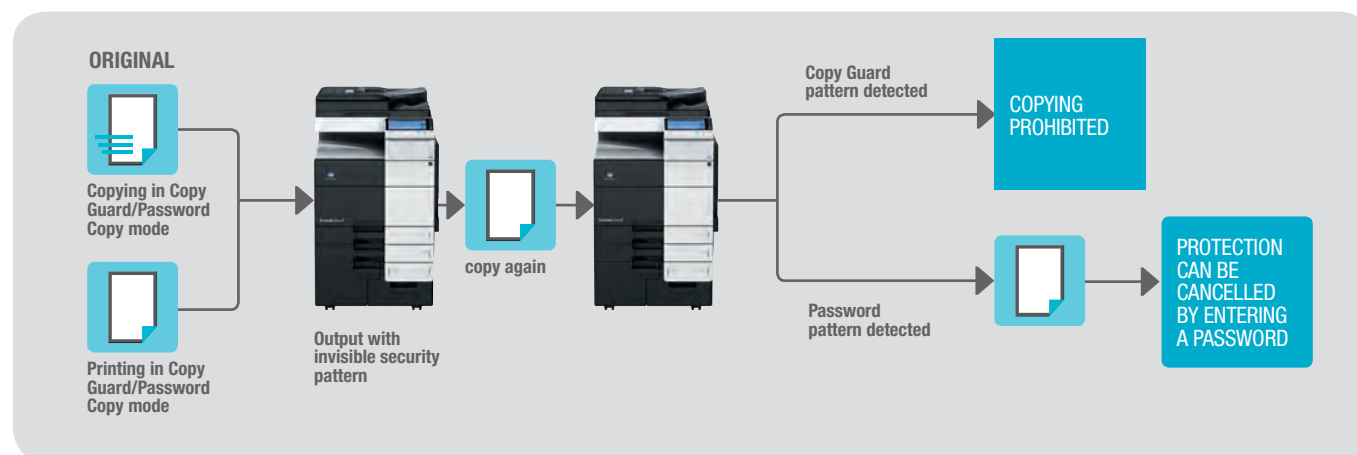 ORIGINAL
Copying in Copy
Guard/Password
Copy mode
Printing in Copy
Guard/Password
Copy mode
Output with
invisible security
pattern
copy again
Copy Guard
pattern detected
COPYING
PROHIBITED
Password
pattern detected
PROTECTION
CAN BE
CANCELLED
BY ENTERING
A PASSWORD